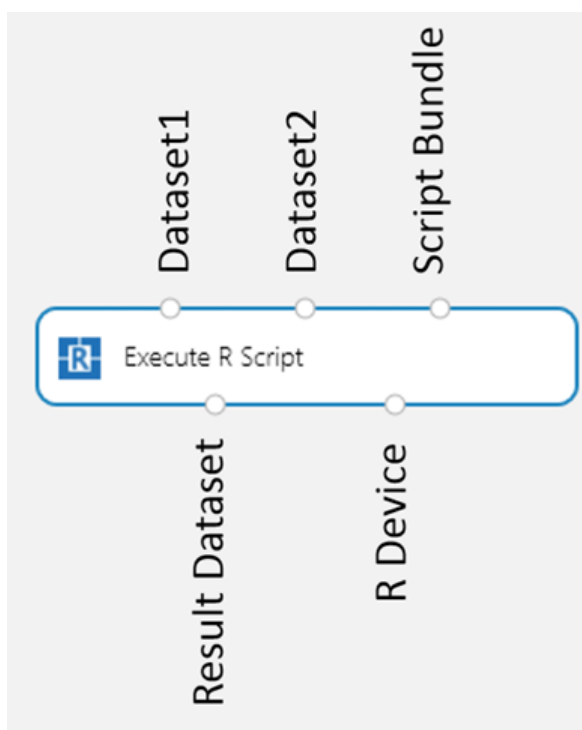 Dataset1
Dataset2
Script Bundle
R
Execute R Script
Result Dataset
R Device